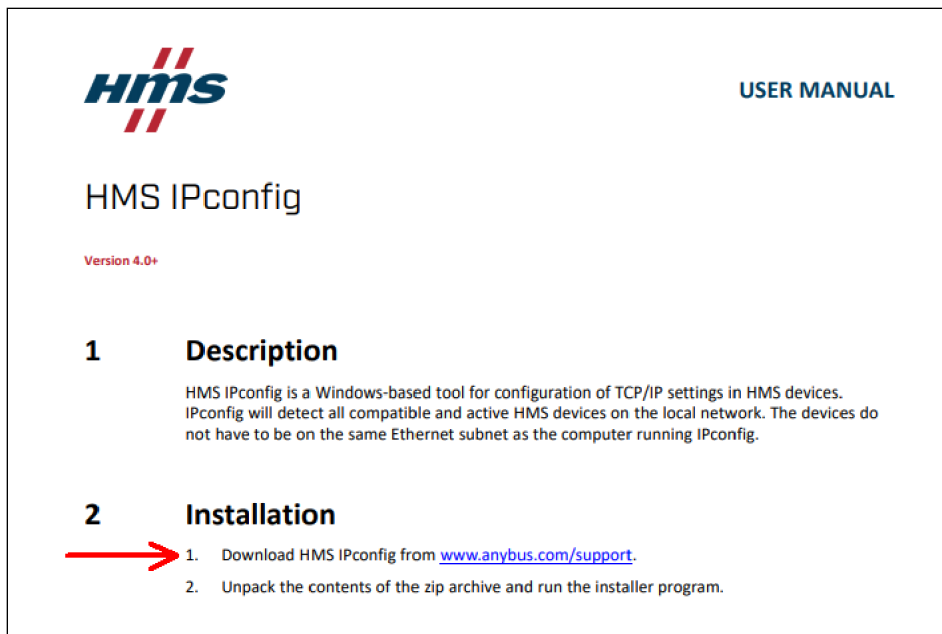 HMS
USER MANUAL
HMS IPconfig
Version 4.0+
1 Description
HMS IPconfig is a Windows-based tool for configuration of TCP/IP settings in HMS devices.
IPconfig will detect all compatible and active HMS devices on the local network. The devices do
not have to be on the same Ethernet subnet as the computer running IPconfig.
2 Installation
1. Download HMS IPconfig from www.anybus.com/support.
2. Unpack the contents of the zip archive and run the installer program.